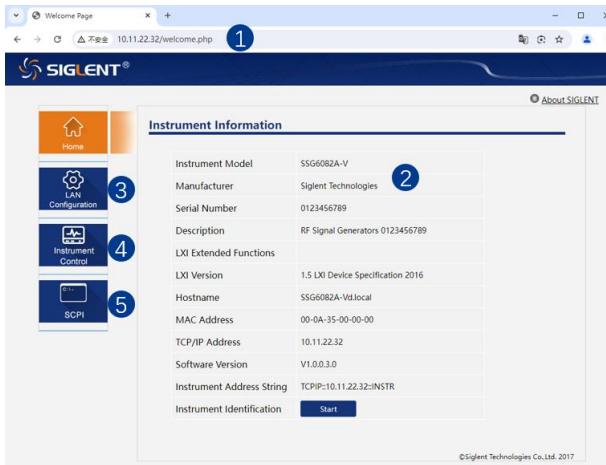 Welcome Page
不安全 10.11.22.32/welcome.php 1
SIGLENT®
About SIGLENT
Home
Instrument Information
Instrument Model SSG6082A-V
2
Manufacturer Siglent Technologies
LAN
Configuration
3
Serial Number 0123456789
Description RF Signal Generators 0123456789
Instrument
Control
4
LXI Extended Functions
LXI Version 1.5 LXI Device Specification 2016
C:\.
SCPI
5
Hostname SSG6082A-Vd.local
MAC Address 00-0A-35-00-00-00
TCP/IP Address 10.11.22.32
Software Version V1.0.0.3.0
Instrument Address String TCPIP::10.11.22.32::INSTR
Instrument Identification Start
©Siglent Technologies Co.,Ltd. 2017